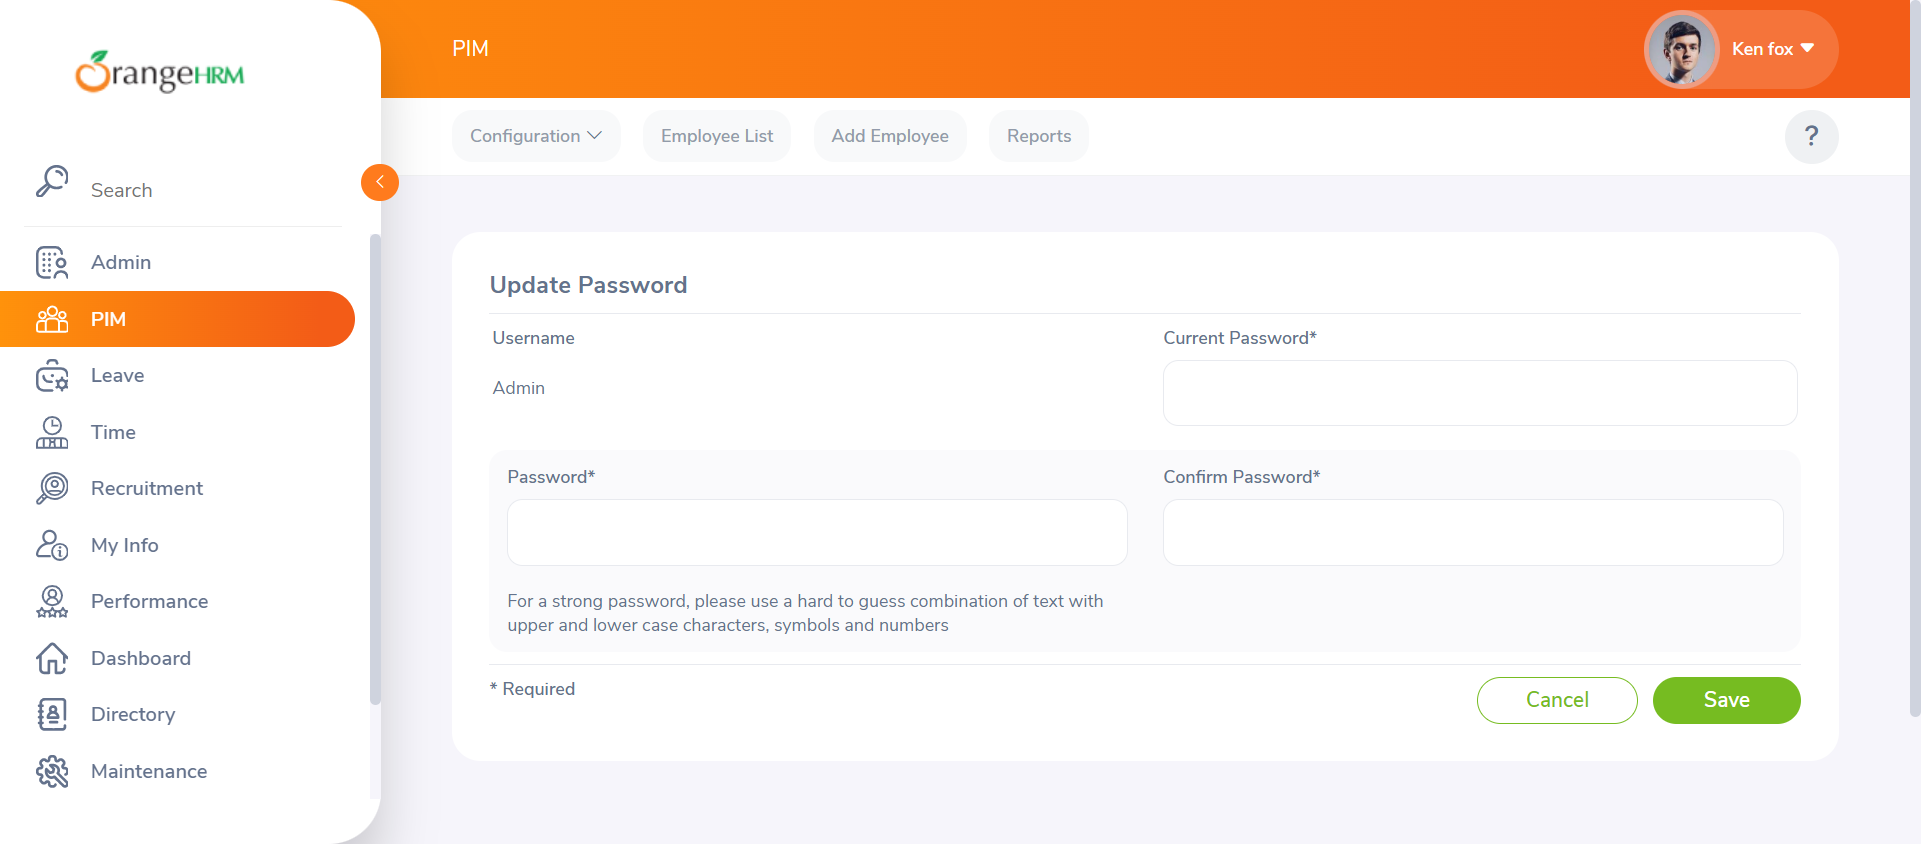 OrangeHRM
PIM
Ken fox
Configuration
Employee List
Add Employee
Reports
?
Search
Admin
PIM
Leave
Time
Recruitment
My Info
Performance
Dashboard
Directory
Maintenance
Update Password
Username
Current Password*
Admin
Password*
Confirm Password*
For a strong password, please use a hard to guess combination of text with
upper and lower case characters, symbols and numbers
* Required
Cancel
Save